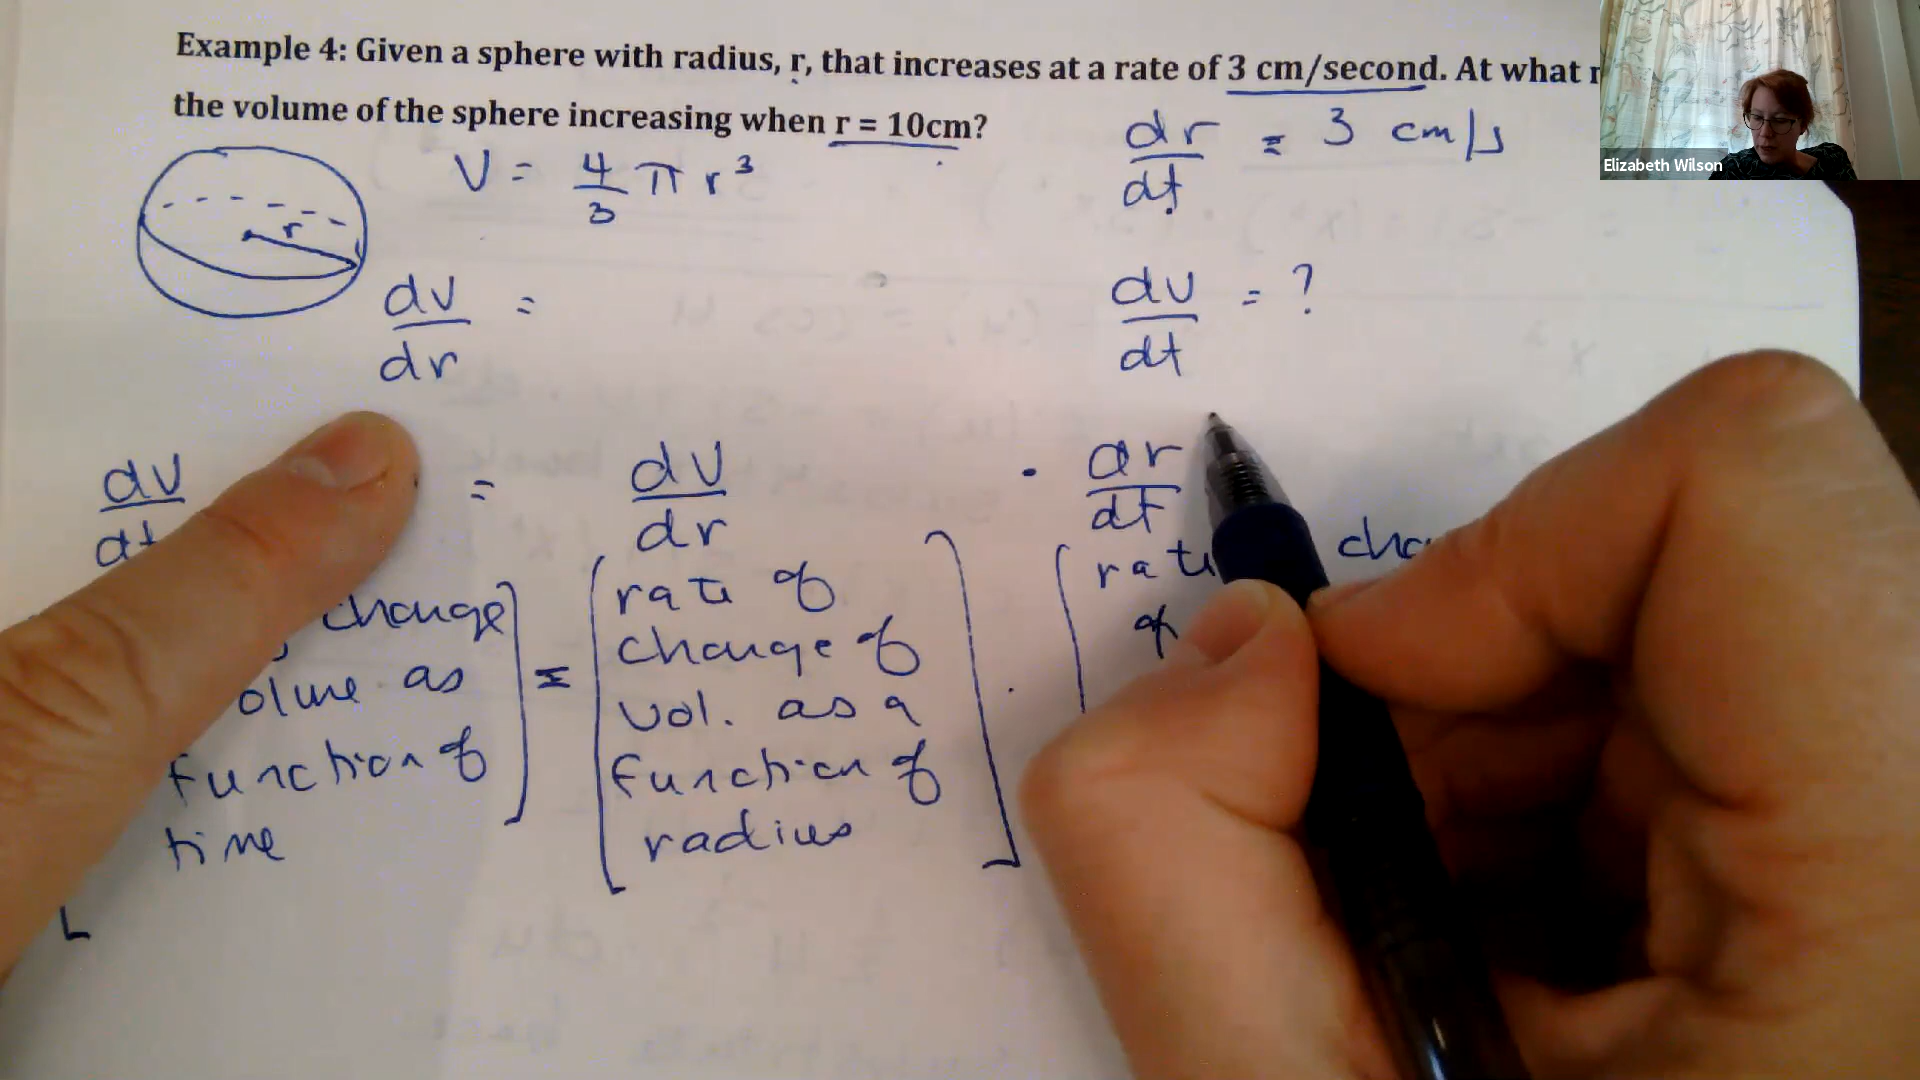 Example 4: Given a sphere with radius, r, that increases at a rate of 3 cm/second. At what
the volume of the sphere increasing when r = 10cm?
Elizabeth Wilson
V = 4/3 π r³
dr/dt = 3 cm/s
r
dV/dr =
dV/dt = ?
dV/dt = dV/dr · dr/dt
change
as
function of
time
=
rate of
change of
vol. as a
function of
radius
·
of